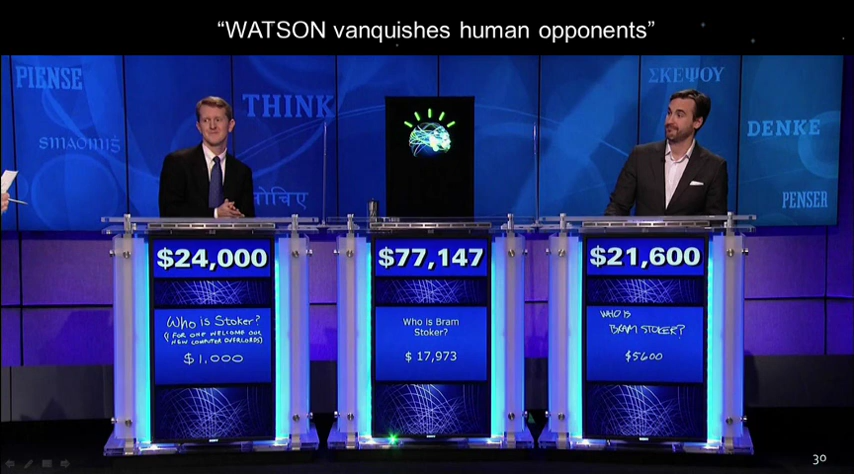 “WATSON vanquishes human opponents”
PIENSE
THINK
ΣΚΕΨΟΥ
DENKE
PENSER
$24,000
$77,147
$21,600
Who is Stoker?
(I FOR ONE WELCOME OUR
NEW COMPUTER OVERLORDS)
$1,000
Who is Bram
Stoker?
$ 17,973
WHO IS
BRAM STOKER?
$5600
30